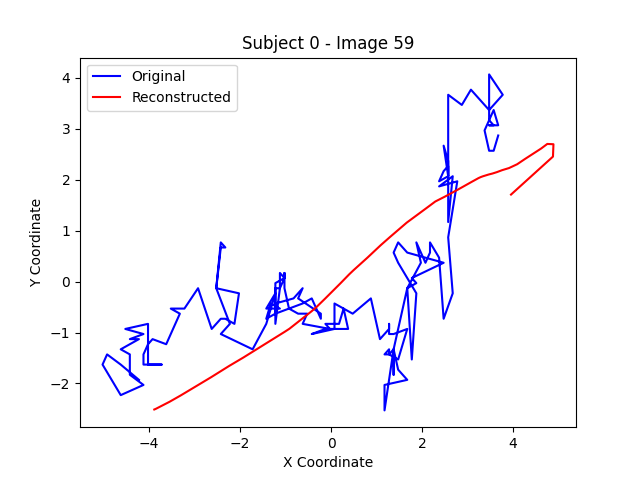 Subject 0 - Image 59
Original
Reconstructed
Y Coordinate
4
3
2
1
0
−1
−2
−4 −2 0 2 4
X Coordinate